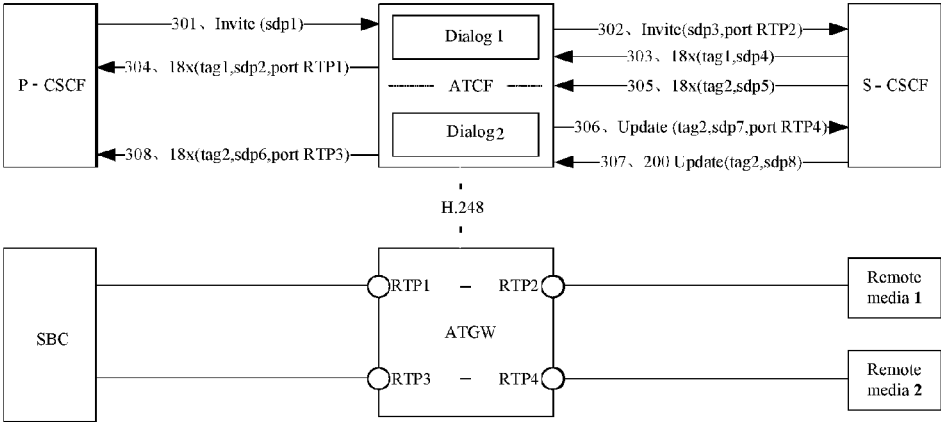 301、Invite (sdp1)
Dialog 1
302、Invite(sdp3,port RTP2)
303、18x(tag1,sdp4)
304、18x(tag1,sdp2,port RTP1)
P-CSCF
ATCF
305、18x(tag2,sdp5)
S-CSCF
Dialog2
306、Update (tag2,sdp7,port RTP4)
308、18x(tag2,sdp6,port RTP3)
307、200 Update(tag2,sdp8)
H.248
RTP1 - RTP2
Remote
media 1
SBC
ATGW
RTP3 - RTP4
Remote
media 2